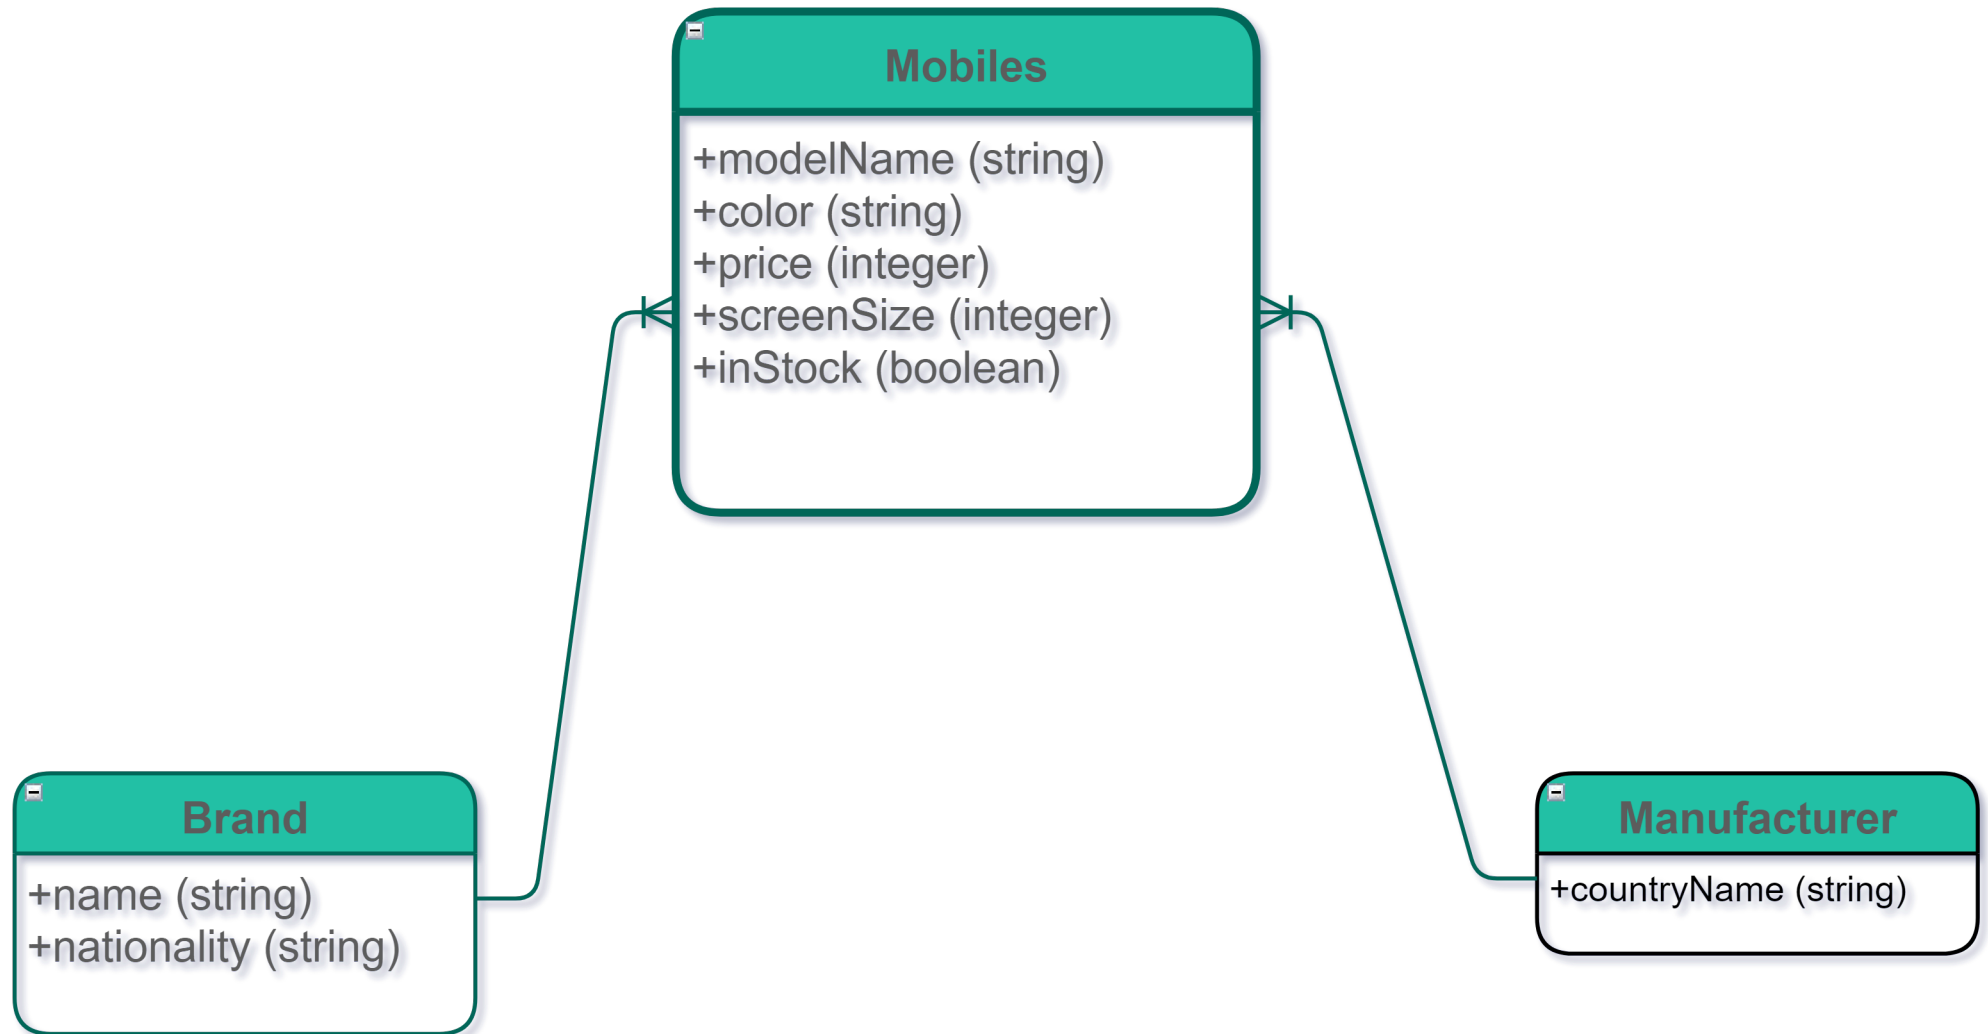 Mobiles
+modelName (string)
+color (string)
+price (integer)
+screenSize (integer)
+inStock (boolean)
Brand
+name (string)
+nationality (string)
Manufacturer
+countryName (string)